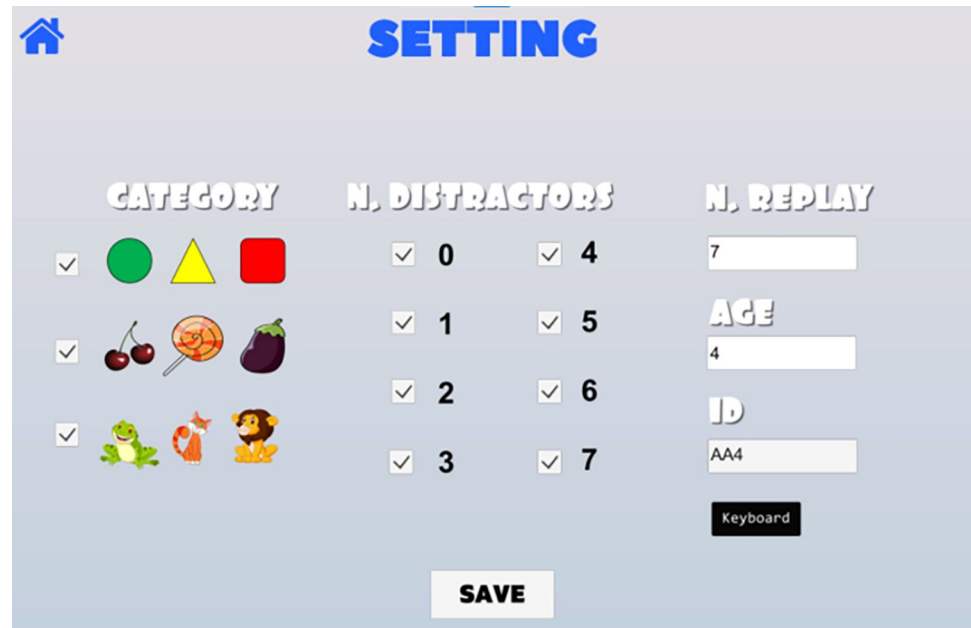 SETTING
CATEGORY
N. DISTRACTORS
0
4
1
5
2
6
3
7
N. REPLAY
7
AGE
4
ID
AA4
Keyboard
SAVE